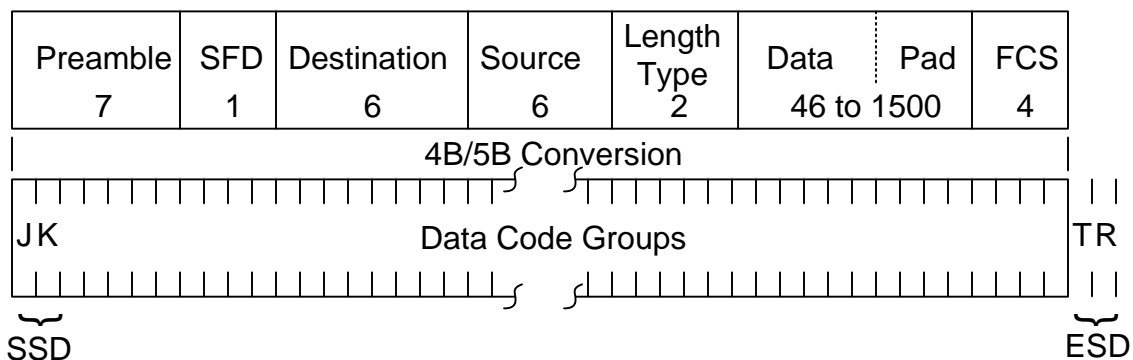 Preamble SFD Destination Source Length Type Data Pad FCS
7 1 6 6 2 46 to 1500 4
4B/5B Conversion
JK Data Code Groups TR
SSD ESD